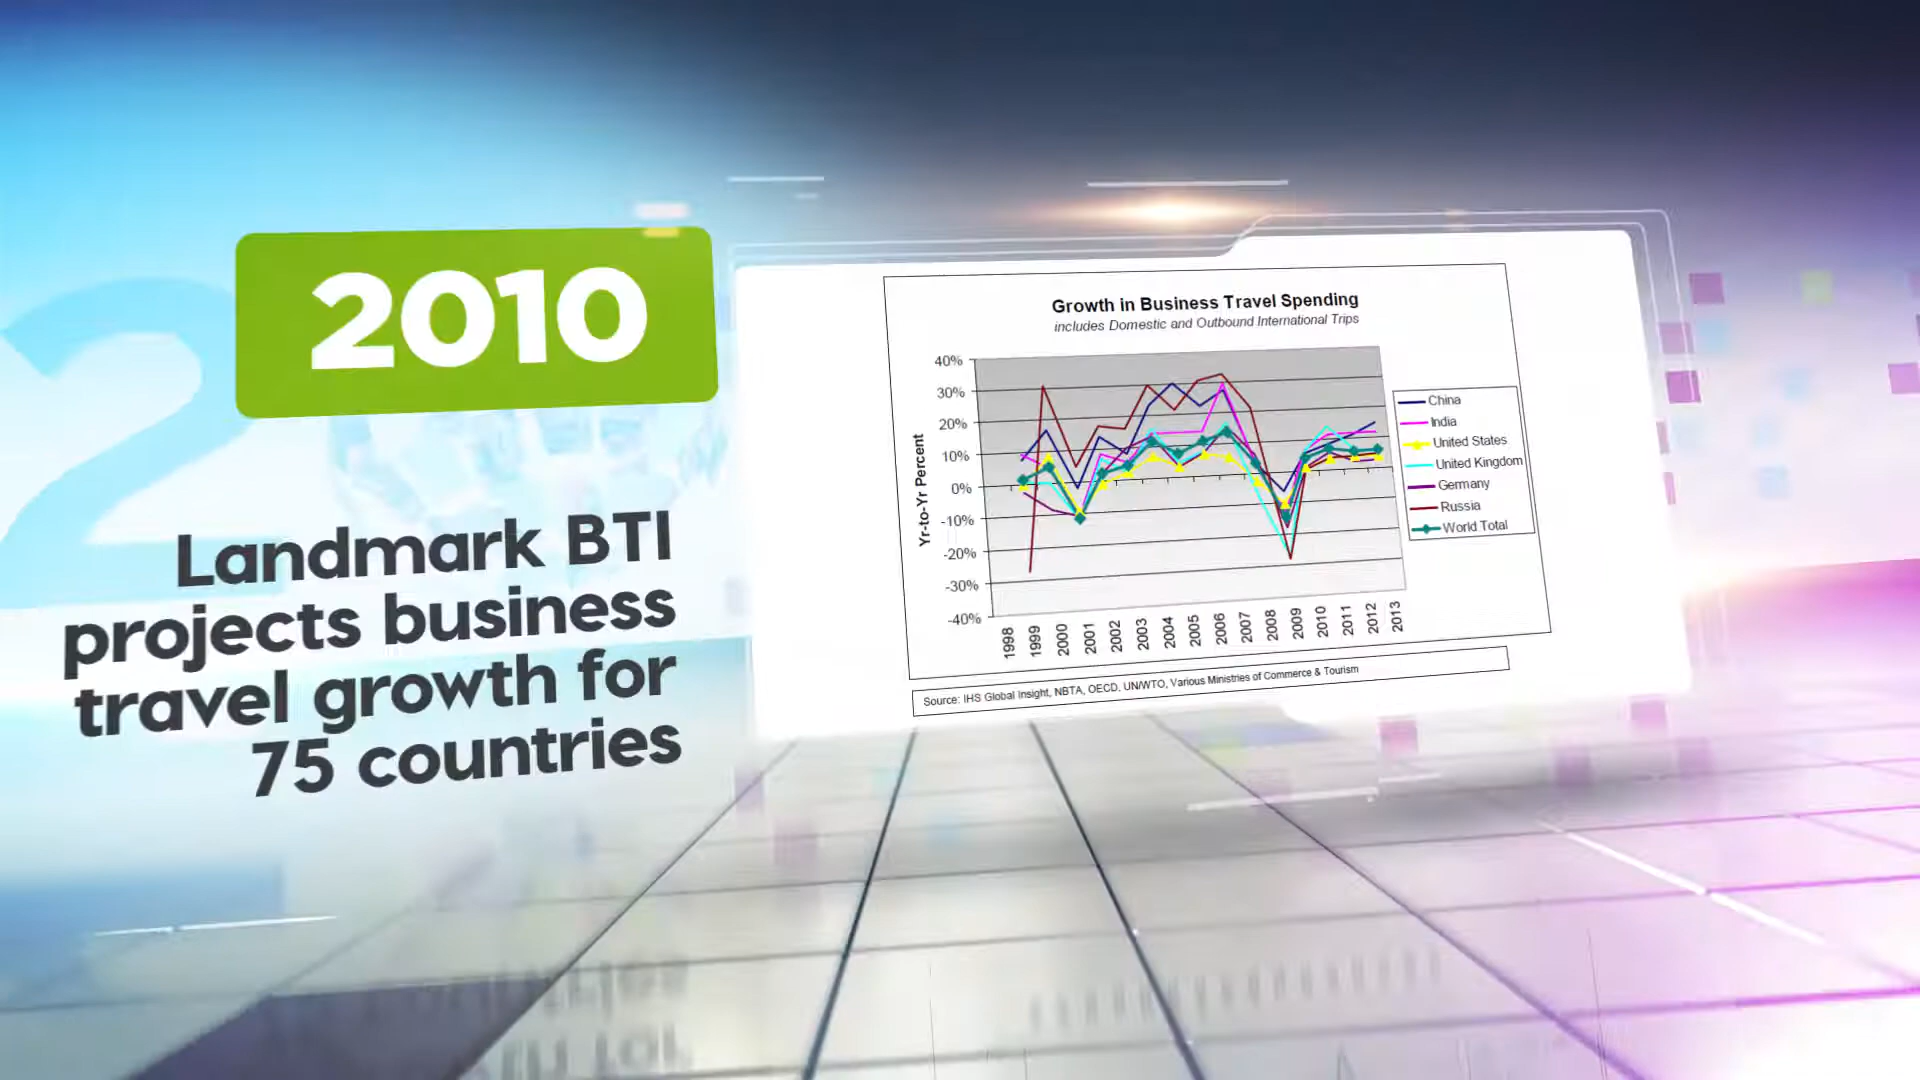 2010
Landmark BTI
projects business
travel growth for
75 countries
Growth in Business Travel Spending
includes Domestic and Outbound International Trips
Yr-to-Yr Percent
40%
30%
20%
10%
0%
-10%
-20%
-30%
-40%
1998
1999
2000
2001
2002
2003
2004
2005
2006
2007
2008
2009
2010
2011
2012
2013
China
India
United States
United Kingdom
Germany
Russia
World Total
Source: IHS Global Insight, NBTA, OECD, UN/WTO, Various Ministries of Commerce & Tourism